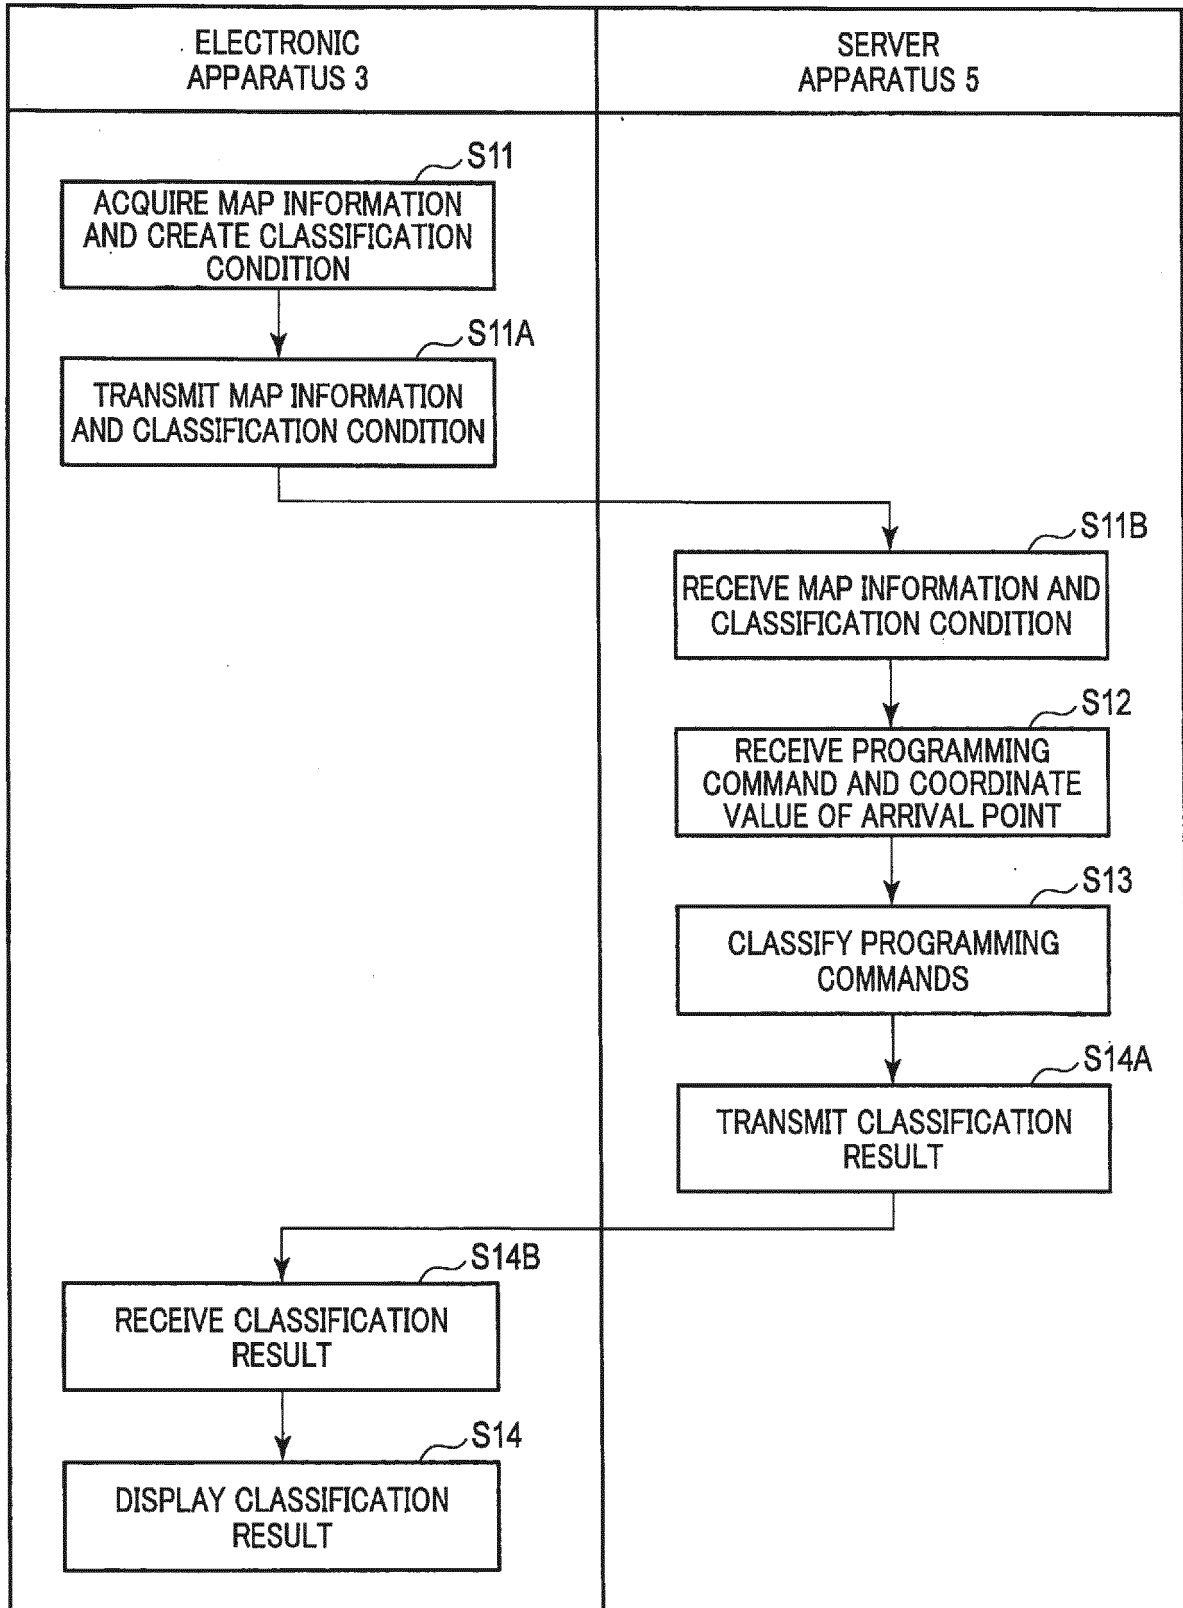 ELECTRONIC
APPARATUS 3
SERVER
APPARATUS 5
S11
ACQUIRE MAP INFORMATION
AND CREATE CLASSIFICATION
CONDITION
S11A
TRANSMIT MAP INFORMATION
AND CLASSIFICATION CONDITION
S11B
RECEIVE MAP INFORMATION AND
CLASSIFICATION CONDITION
S12
RECEIVE PROGRAMMING
COMMAND AND COORDINATE
VALUE OF ARRIVAL POINT
S13
CLASSIFY PROGRAMMING
COMMANDS
S14A
TRANSMIT CLASSIFICATION
RESULT
S14B
RECEIVE CLASSIFICATION
RESULT
S14
DISPLAY CLASSIFICATION
RESULT